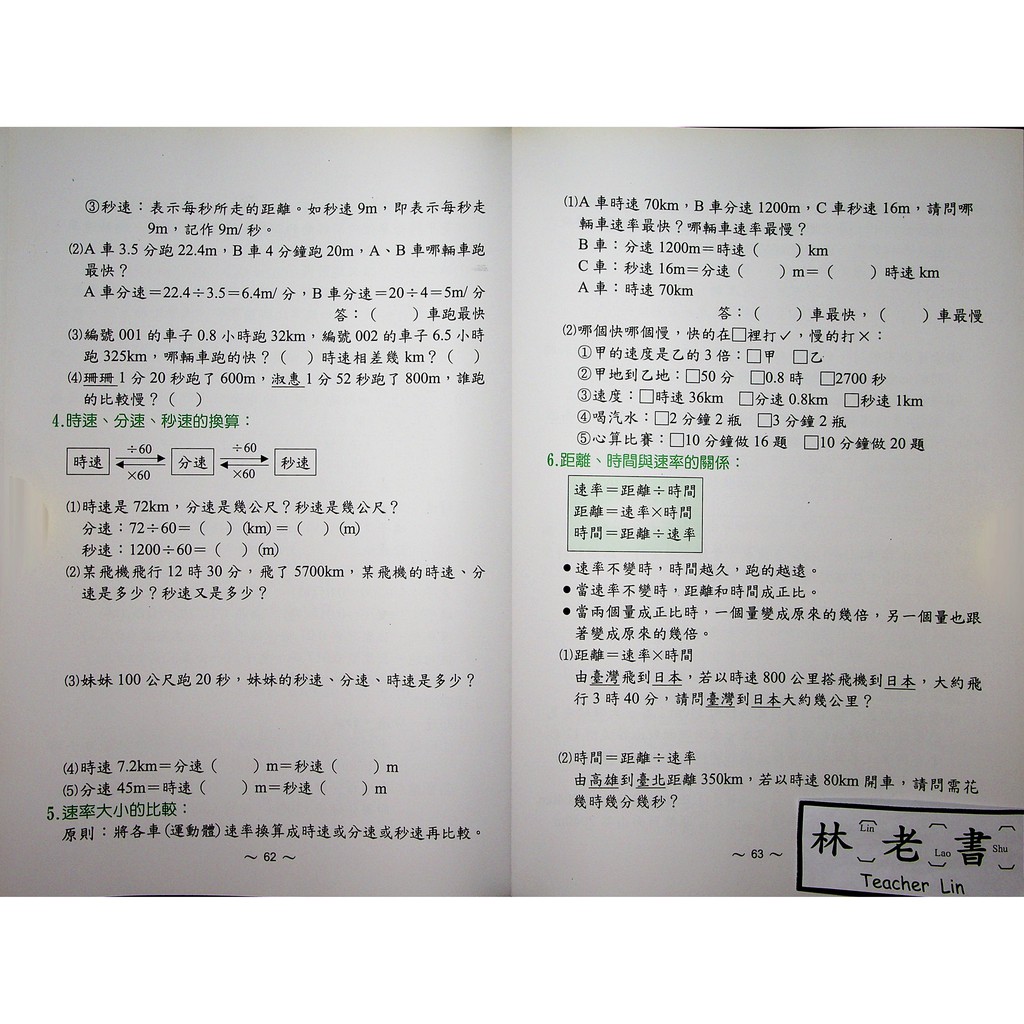 ③秒速：表示每秒所走的距離。如秒速 9m，即表示每秒走
9m，記作 9m/ 秒。
⑵A 車 3.5 分跑 22.4m，B 車 4 分鐘跑 20m，A、B 車哪輛車跑
最快？
A 車分速＝22.4÷3.5＝6.4m/ 分，B 車分速＝20÷4＝5m/ 分
答：（　　）車跑最快
⑶編號 001 的車子 0.8 小時跑 32km，編號 002 的車子 6.5 小時
跑 325km，哪輛車跑的快？（　）時速相差幾 km？（　）
⑷珊珊 1 分 20 秒跑了 600m，淑惠 1 分 52 秒跑了 800m，誰跑
的比較慢？（　）
4.時速、分速、秒速的換算：
時速 ÷60 ×60 分速 ÷60 ×60 秒速
⑴時速是 72km，分速是幾公尺？秒速是幾公尺？
分速：72÷60＝（　）(km)＝（　）(m)
秒速：1200÷60＝（　）(m)
⑵某飛機飛行 12 時 30 分，飛了 5700km，某飛機的時速、分
速是多少？秒速又是多少？
⑶妹妹 100 公尺跑 20 秒，妹妹的秒速、分速、時速是多少？
⑷時速 7.2km＝分速（　　）m＝秒速（　　）m
⑸分速 45m＝時速（　　）m＝秒速（　　）m
5.速率大小的比較：
原則：將各車(運動體)速率換算成時速或分速或秒速再比較。
～ 62 ～
⑴A 車時速 70km，B 車分速 1200m，C 車秒速 16m，請問哪
輛車速率最快？哪輛車速率最慢？
B 車：分速 1200m＝時速（　　）km
C 車：秒速 16m＝分速（　　）m＝（　　）時速 km
A 車：時速 70km
答：（　　）車最快，（　　）車最慢
⑵哪個快哪個慢，快的在□裡打✓，慢的打×：
①甲的速度是乙的 3 倍：□甲　□乙
②甲地到乙地：□50 分　□0.8 時　□2700 秒
③速度：□時速 36km　□分速 0.8km　□秒速 1km
④喝汽水：□2 分鐘 2 瓶　□3 分鐘 2 瓶
⑤心算比賽：□10 分鐘做 16 題　□10 分鐘做 20 題
6.距離、時間與速率的關係：
速率＝距離÷時間
距離＝速率×時間
時間＝距離÷速率
●速率不變時，時間越久，跑的越遠。
●當速率不變時，距離和時間成正比。
●當兩個量成正比時，一個量變成原來的幾倍，另一個量也跟
著變成原來的幾倍。
⑴距離＝速率×時間
由臺灣飛到日本，若以時速 800 公里搭飛機到日本，大約飛
行 3 時 40 分，請問臺灣到日本大約幾公里？
⑵時間＝距離÷速率
由高雄到臺北距離 350km，若以時速 80km 開車，請問需花
幾時幾分幾秒？
～ 63 ～
林 Lin 老 Lao 書 Shu
Teacher Lin